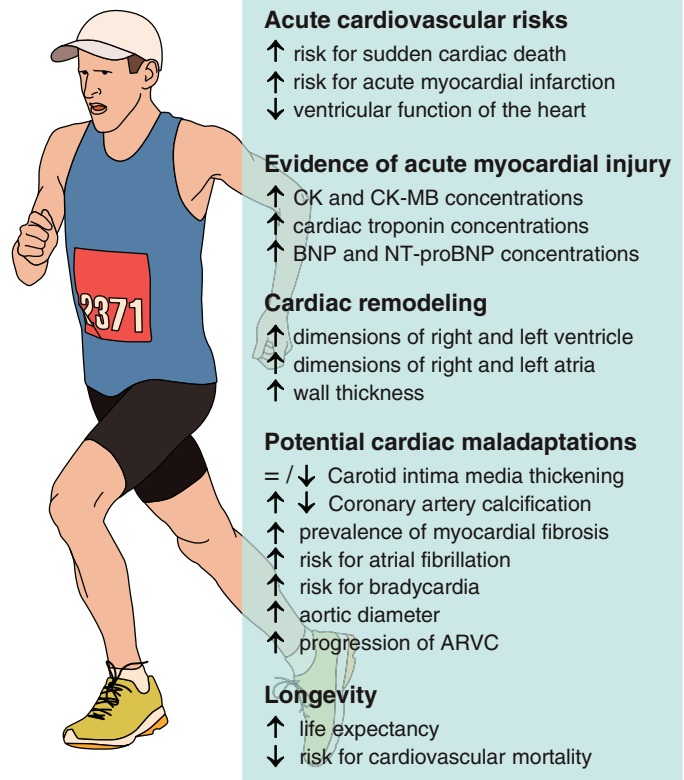 Acute cardiovascular risks
↑ risk for sudden cardiac death
↑ risk for acute myocardial infarction
↓ ventricular function of the heart
Evidence of acute myocardial injury
↑ CK and CK-MB concentrations
↑ cardiac troponin concentrations
↑ BNP and NT-proBNP concentrations
2371
Cardiac remodeling
↑ dimensions of right and left ventricle
↑ dimensions of right and left atria
↑ wall thickness
Potential cardiac maladaptations
= / ↓ Carotid intima media thickening
↑ ↓ Coronary artery calcification
↑ prevalence of myocardial fibrosis
↑ risk for atrial fibrillation
↑ risk for bradycardia
↑ aortic diameter
↑ progression of ARVC
Longevity
↑ life expectancy
↓ risk for cardiovascular mortality